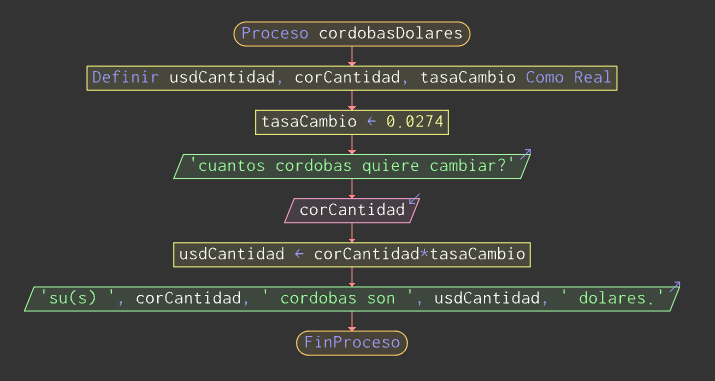 Proceso cordobasDolares
Definir usdCantidad, corCantidad, tasaCambio Como Real
tasaCambio ← 0.0274
'cuantos cordobas quiere cambiar?'
corCantidad
usdCantidad ← corCantidad*tasaCambio
'su(s) ', corCantidad, ' cordobas son ', usdCantidad, ' dolares.'
FinProceso